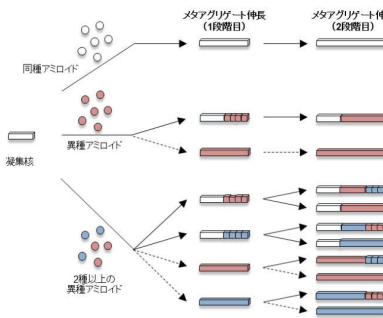 メタアグリゲート伸長
(1段階目)
メタアグリゲート伸長
(2段階目)
同種アミロイド
異種アミロイド
凝集核
2種以上の
異種アミロイド